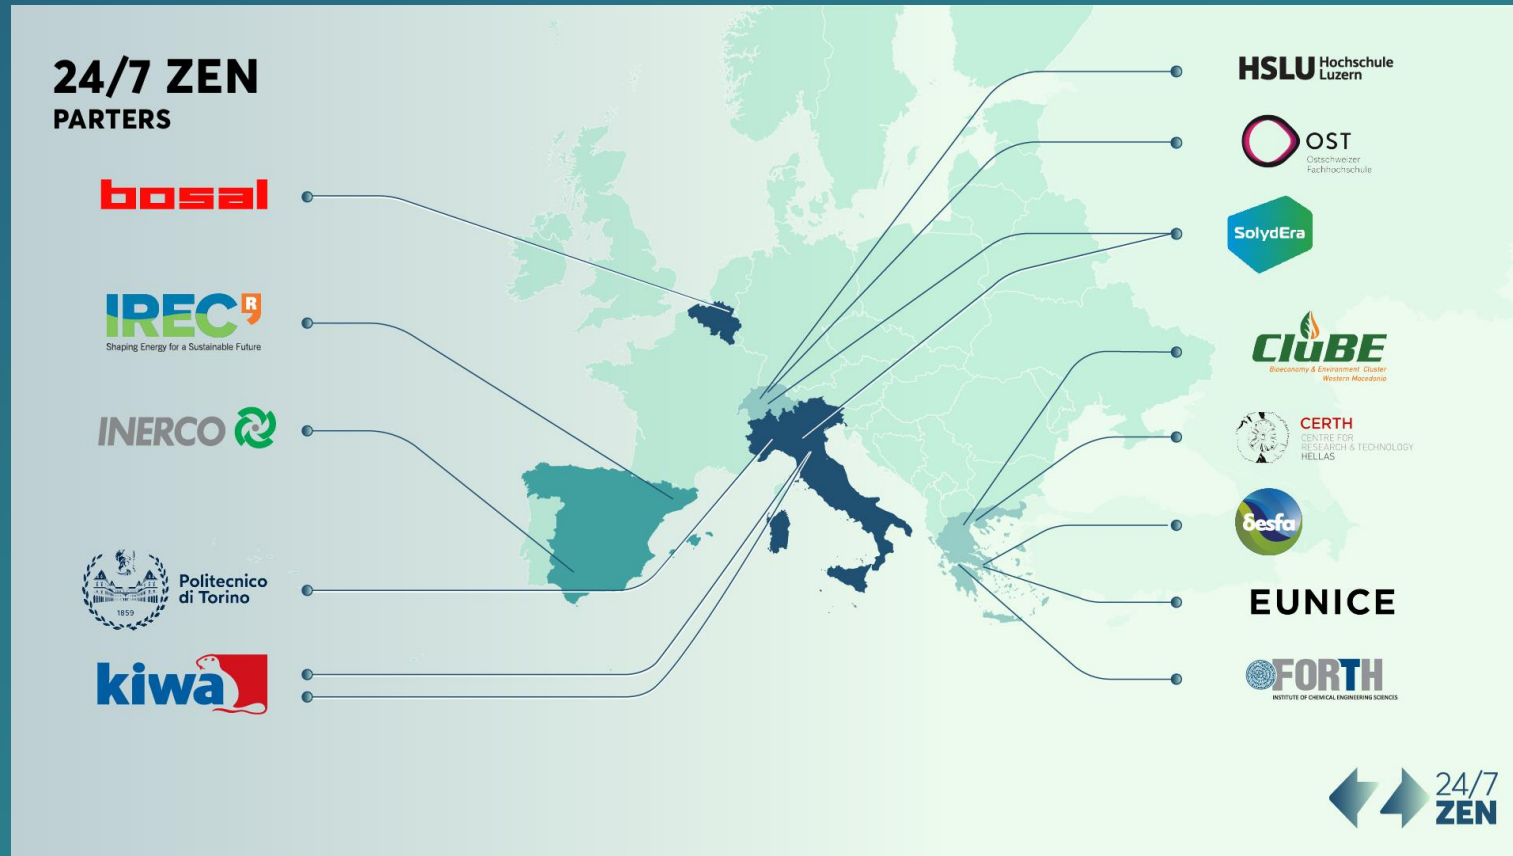 24/7 ZEN
PARTERS
bosal
IREC R
Shaping Energy for a Sustainable Future
INERCO
1859
Politecnico
di Torino
kiwa
HSLU Hochschule
Luzern
OST
Ostschweizer
Fachhochschule
SolydEra
CluBE
Bioeconomy & Environment Cluster
Western Macedonia
CERTH
CENTRE FOR
RESEARCH & TECHNOLOGY
HELLAS
δesfa
EUNICE
FORTH
INSTITUTE OF CHEMICAL ENGINEERING SCIENCES
24/7
ZEN